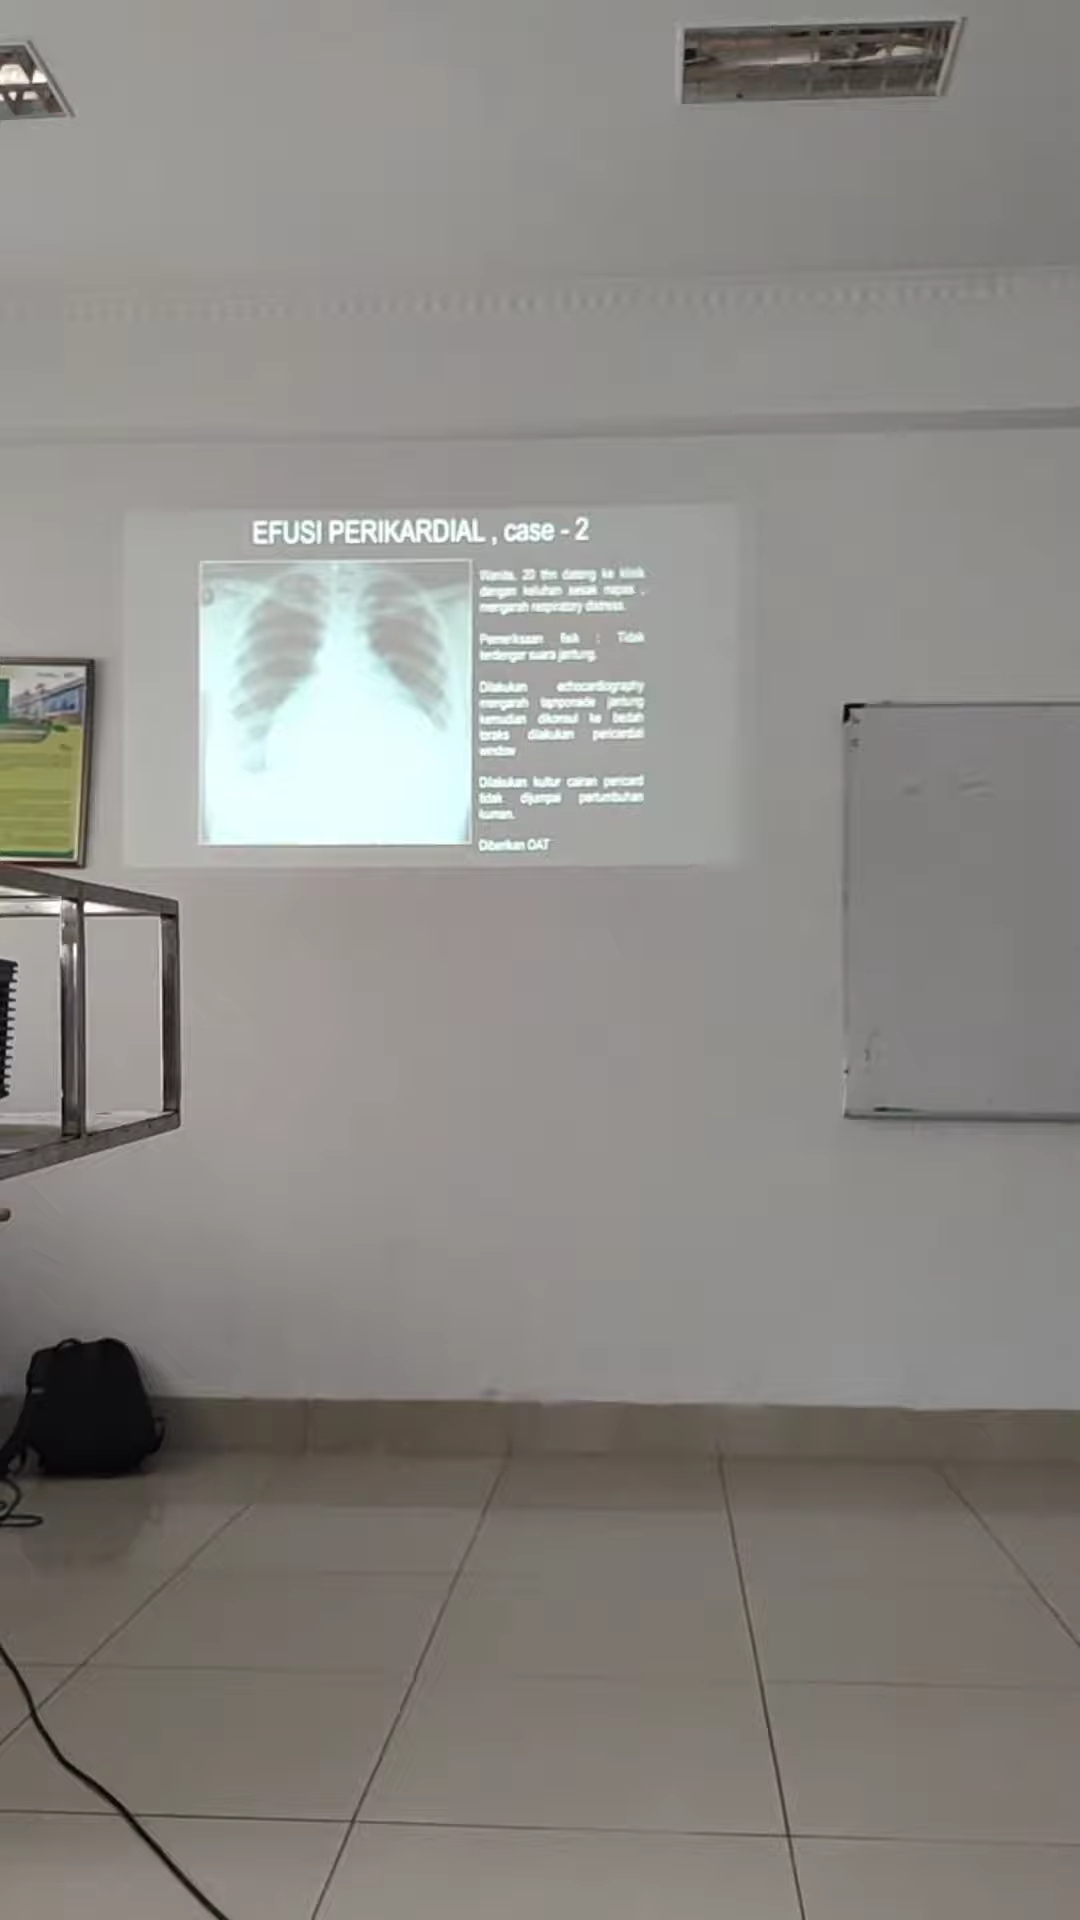 EFUSI PERIKARDIAL , case - 2
Wanita, 20 thn datang ke klinik
dengan keluhan sesak napas ,
mengarah respiratory distress.
Pemeriksaan fisik : Tidak
terdengar suara jantung.
Dilakukan echocardiography
mengarah tamponade jantung
kemudian dikonsul ke bedah
toraks dilakukan pericardial
window
Dilakukan kultur cairan pericard
tidak dijumpai pertumbuhan
kuman.
Diberikan OAT